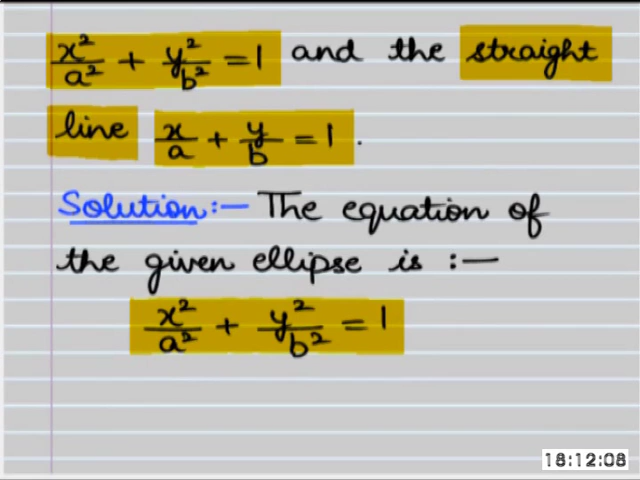 x²/a² + y²/b² = 1 and the straight
line x/a + y/b = 1.
Solution:— The equation of
the given ellipse is :—
x²/a² + y²/b² = 1
18:12:08